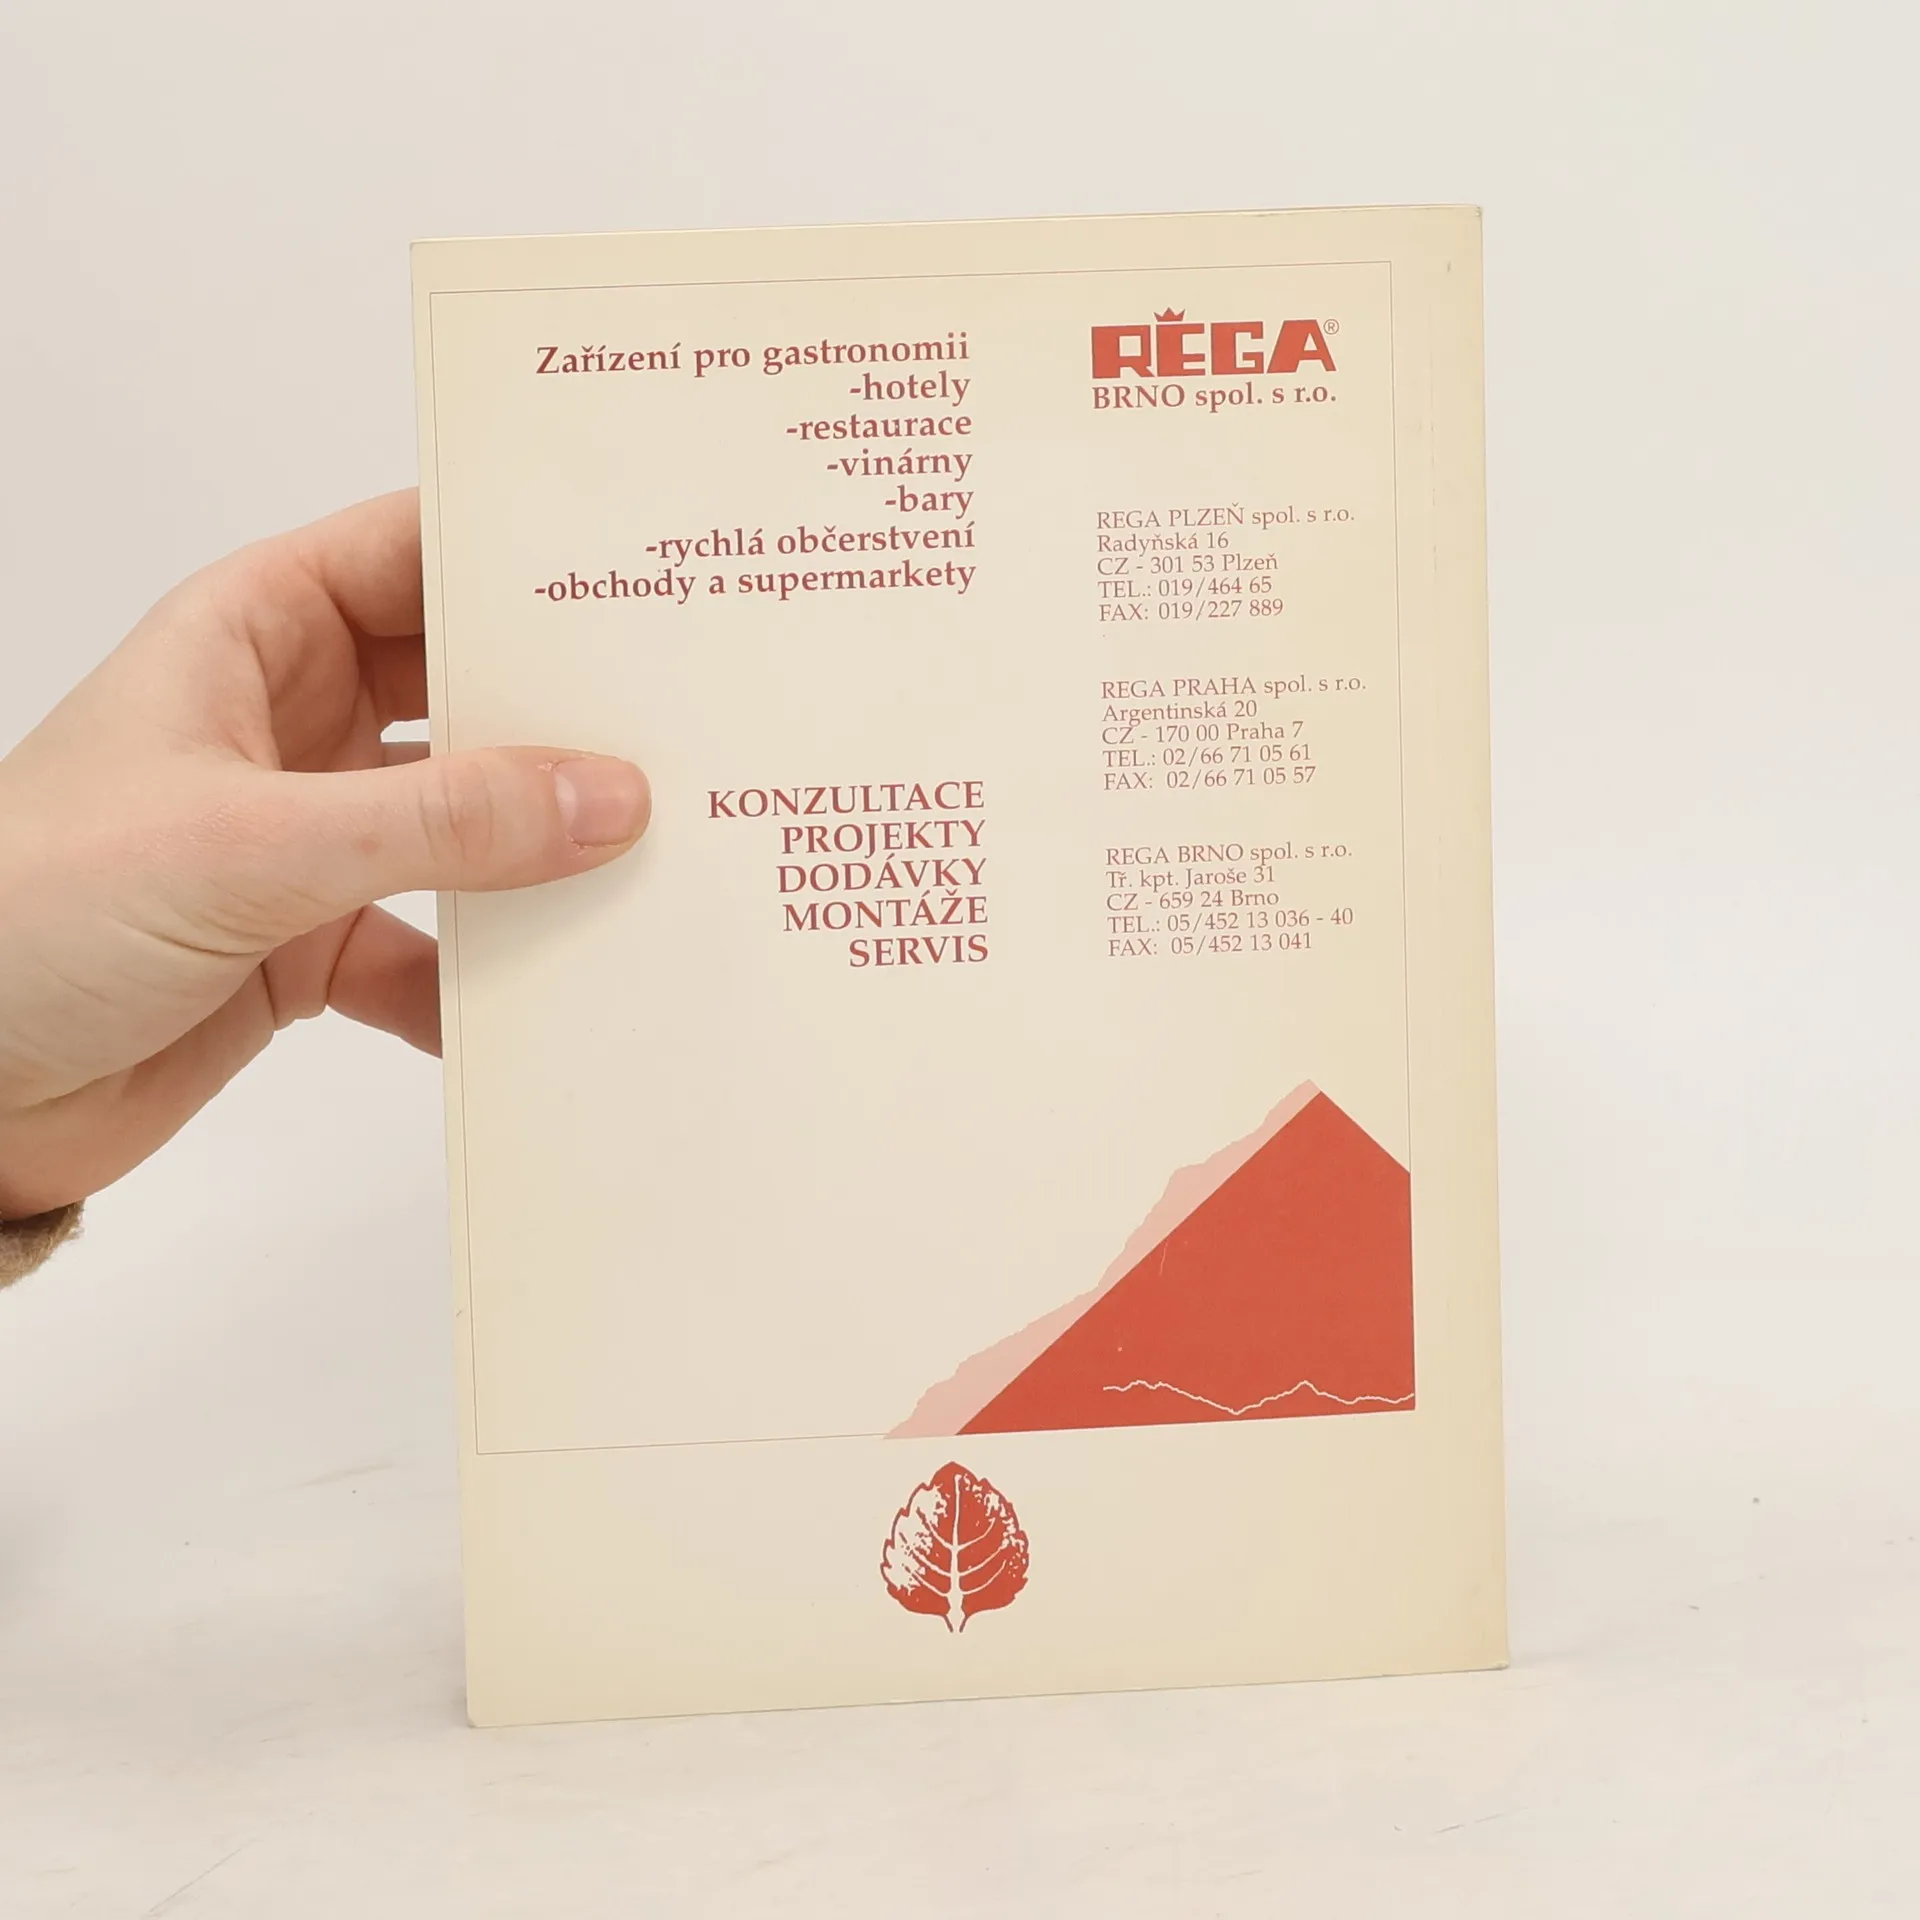 Zařízení pro gastronomii
-hotely
-restaurace
-vinárny
-bary
-rychlá občerstvení
-obchody a supermarkety
KONZULTACE
PROJEKTY
DODÁVKY
MONTÁŽE
SERVIS
REGA®
BRNO spol. s r.o.
REGA PLZEŇ spol. s r.o.
Radyňská 16
CZ - 301 53 Plzeň
TEL.: 019/464 65
FAX: 019/227 889
REGA PRAHA spol. s r.o.
Argentinská 20
CZ - 170 00 Praha 7
TEL.: 02/66 71 05 61
FAX: 02/66 71 05 57
REGA BRNO spol. s r.o.
Tř. kpt. Jaroše 31
CZ - 659 24 Brno
TEL.: 05/452 13 036 - 40
FAX: 05/452 13 041